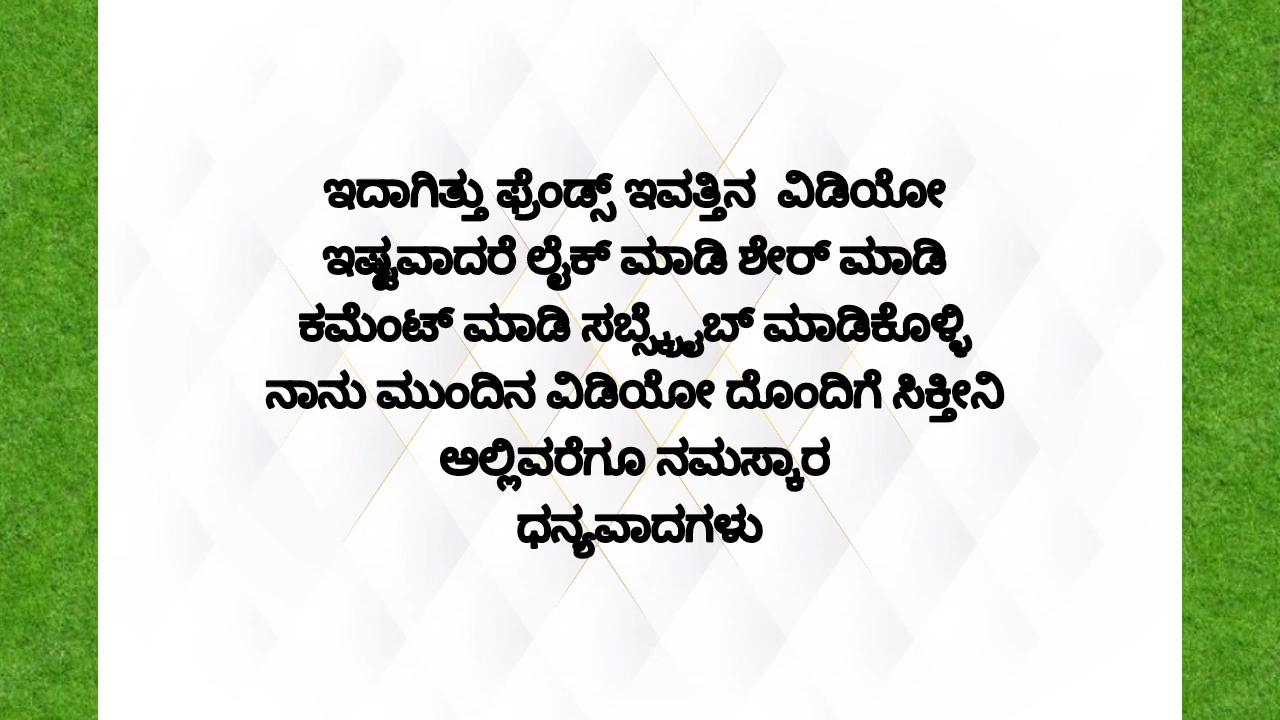 ಇದಾಗಿತ್ತು ಫ್ರೆಂಡ್ಸ್ ಇವತ್ತಿನ ವಿಡಿಯೋ
ಇಷ್ಟವಾದರೆ ಲೈಕ್ ಮಾಡಿ ಶೇರ್ ಮಾಡಿ
ಕಮೆಂಟ್ ಮಾಡಿ ಸಬ್ಸ್ಕ್ರೈಬ್ ಮಾಡಿಕೊಳ್ಳಿ
ನಾನು ಮುಂದಿನ ವಿಡಿಯೋ ದೊಂದಿಗೆ ಸಿಕ್ತೀನಿ
ಅಲ್ಲಿವರೆಗೂ ನಮಸ್ಕಾರ
ಧನ್ಯವಾದಗಳು